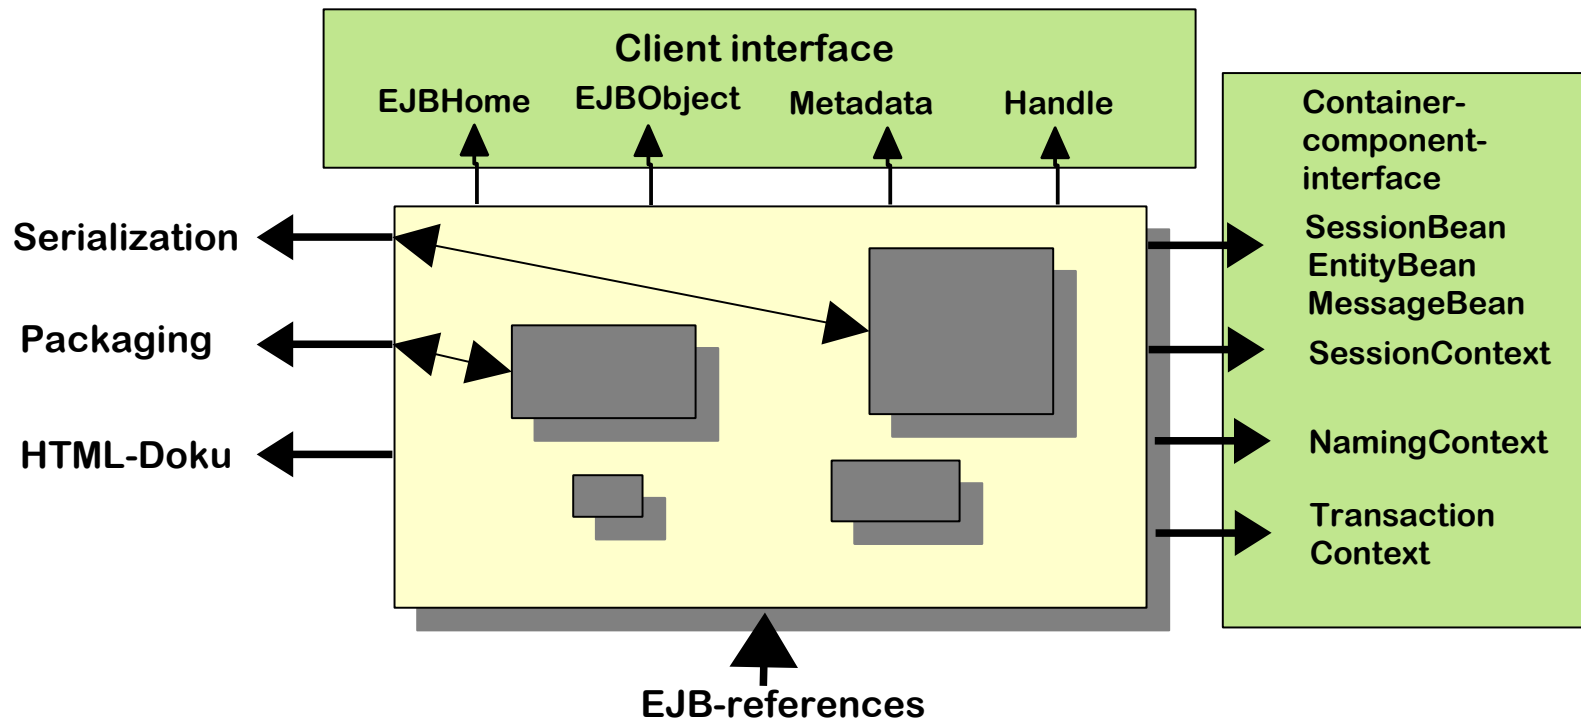 Client interface
EJBHome
EJBObject
Metadata
Handle
Container-
component-
interface
SessionBean
EntityBean
MessageBean
SessionContext
NamingContext
Transaction
Context
Serialization
Packaging
HTML-Doku
EJB-references